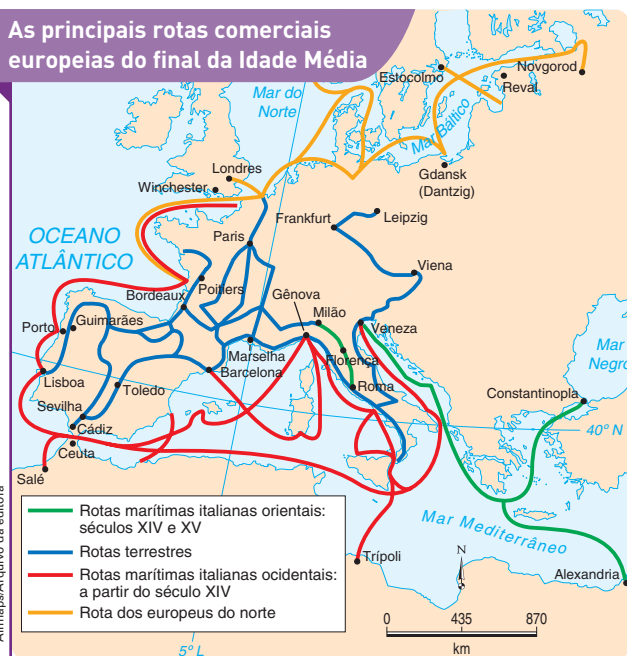 As principais rotas comerciais
europeias do final da Idade Média
Novgorod
Estocolmo
Reval
Mar do
Norte
Mar Báltico
Londres
Winchester
Gdansk
(Dantzig)
Frankfurt
Leipzig
OCEANO
ATLÂNTICO
Paris
Viena
Bordeaux
Poitiers
Gênova
Milão
Porto
Guimarães
Veneza
Mar
Negro
Marselha
Florença
Barcelona
Lisboa
Toledo
Roma
Constantinopla
Sevilha
Cádiz
40º N
Ceuta
Salé
Mar Mediterrâneo
Trípoli
Alexandria
Rotas marítimas italianas orientais:
séculos XIV e XV
Rotas terrestres
Rotas marítimas italianas ocidentais:
a partir do século XIV
Rota dos europeus do norte
N
0 435 870
km
5º L
Allmaps/Arquivo da editora